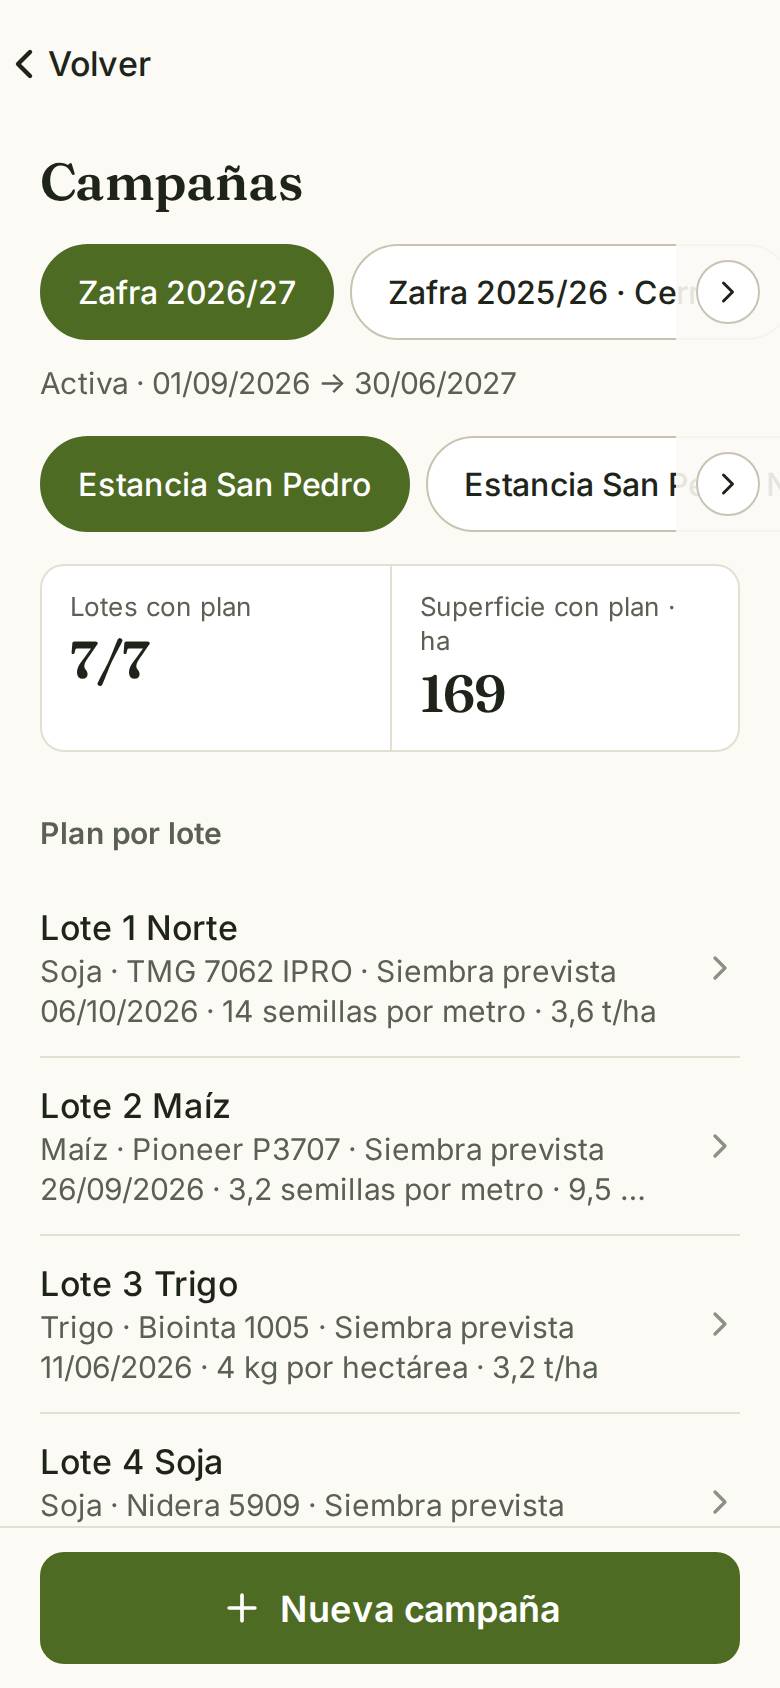 Volver
Campañas
Zafra 2026/27
Zafra 2025/26 · Cerr
Activa · 01/09/2026 → 30/06/2027
Estancia San Pedro
Estancia San Pe N
Lotes con plan
7/7
Superficie con plan ·
ha
169
Plan por lote
Lote 1 Norte
Soja · TMG 7062 IPRO · Siembra prevista
06/10/2026 · 14 semillas por metro · 3,6 t/ha
Lote 2 Maíz
Maíz · Pioneer P3707 · Siembra prevista
26/09/2026 · 3,2 semillas por metro · 9,5 ...
Lote 3 Trigo
Trigo · Biointa 1005 · Siembra prevista
11/06/2026 · 4 kg por hectárea · 3,2 t/ha
Lote 4 Soja
Soja · Nidera 5909 · Siembra prevista
+ Nueva campaña